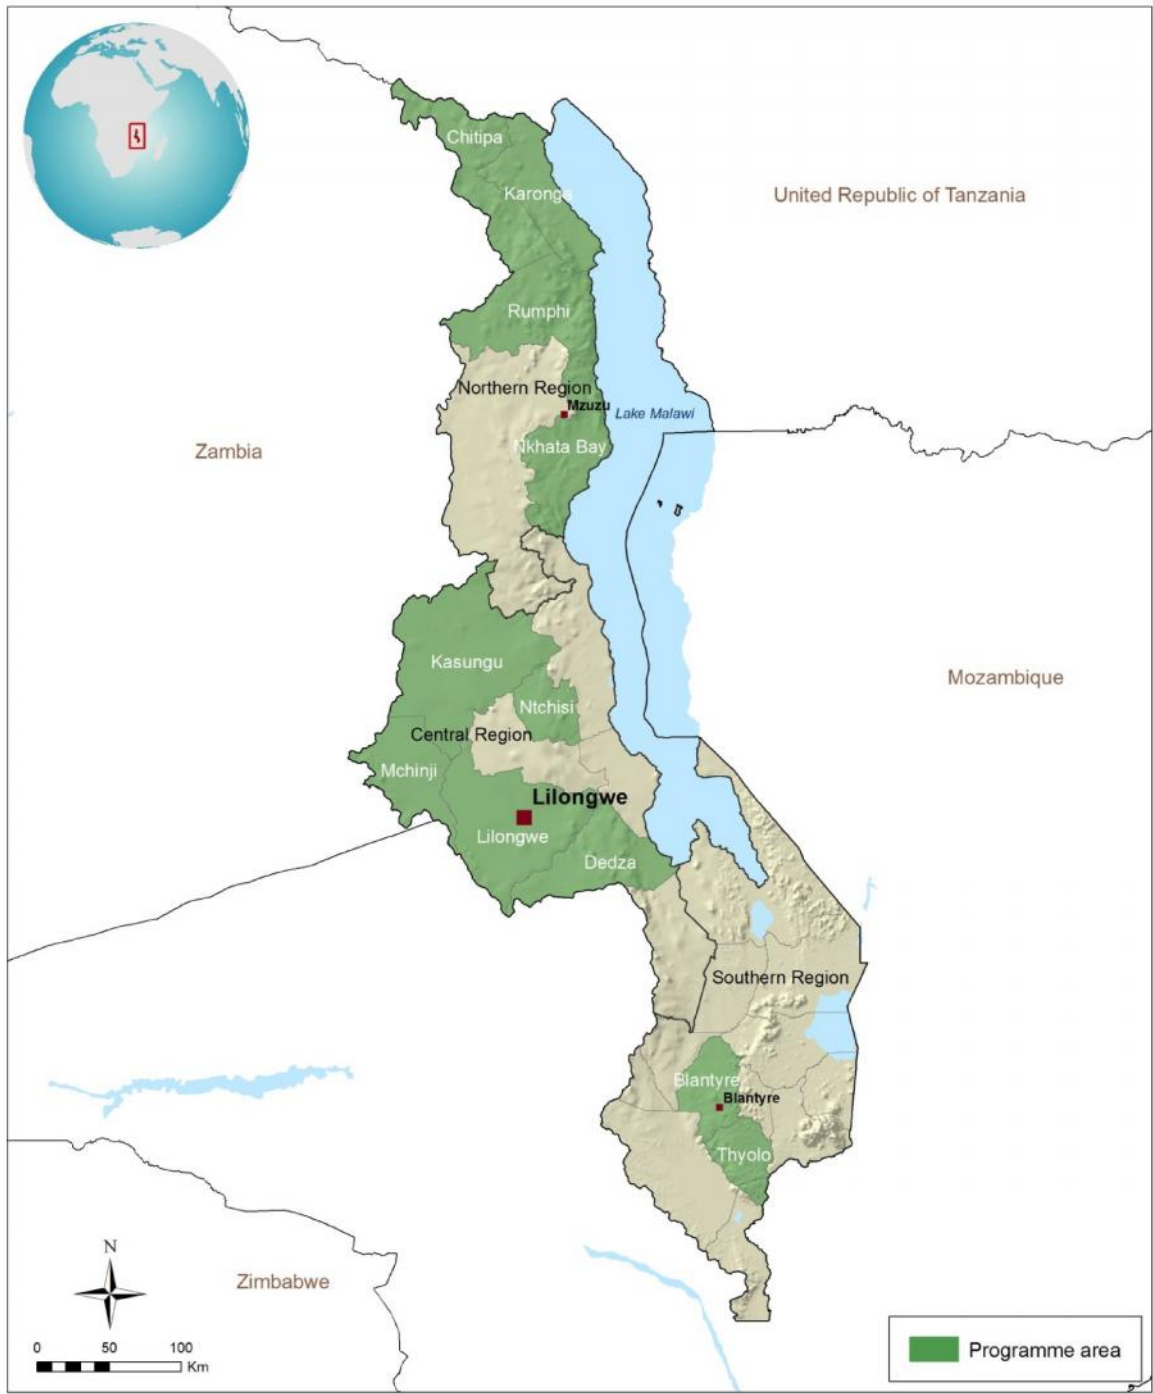 Chitipa
Karonga
United Republic of Tanzania
Rumphi
Northern Region
Mzuzu
Lake Malawi
Nkhata Bay
Zambia
Kasungu
Mozambique
Ntchisi
Central Region
Mchinji
Lilongwe
Lilongwe
Dedza
Southern Region
Blantyre
Blantyre
Thyolo
N
Zimbabwe
0 50 100
Km
Programme area